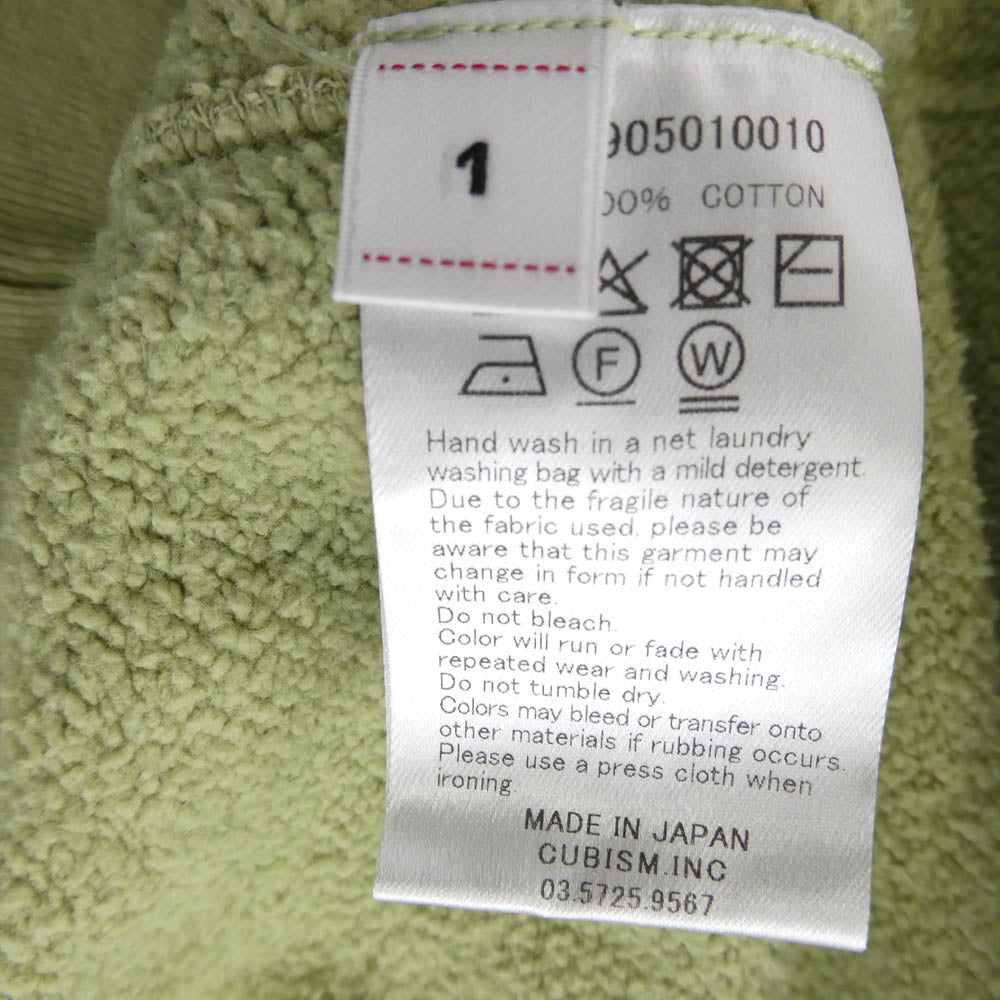 1
905010010
00% COTTON
F W
Hand wash in a net laundry
washing bag with a mild detergent.
Due to the fragile nature of
the fabric used, please be
aware that this garment may
change in form if not handled
with care.
Do not bleach.
Color will run or fade with
repeated wear and washing.
Do not tumble dry.
Colors may bleed or transfer onto
other materials if rubbing occurs.
Please use a press cloth when
ironing.
MADE IN JAPAN
CUBISM.INC
03.5725.9567